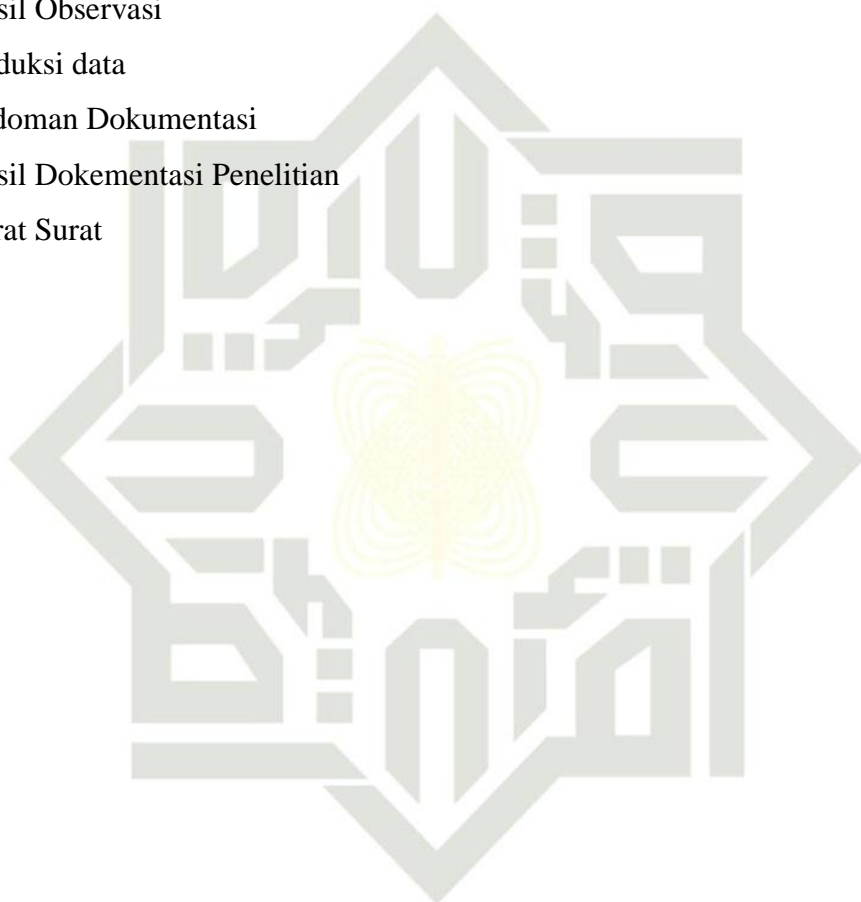 sil Observasi
duksi data
doman Dokumentasi
sil Dokementasi Penelitian
rat Surat